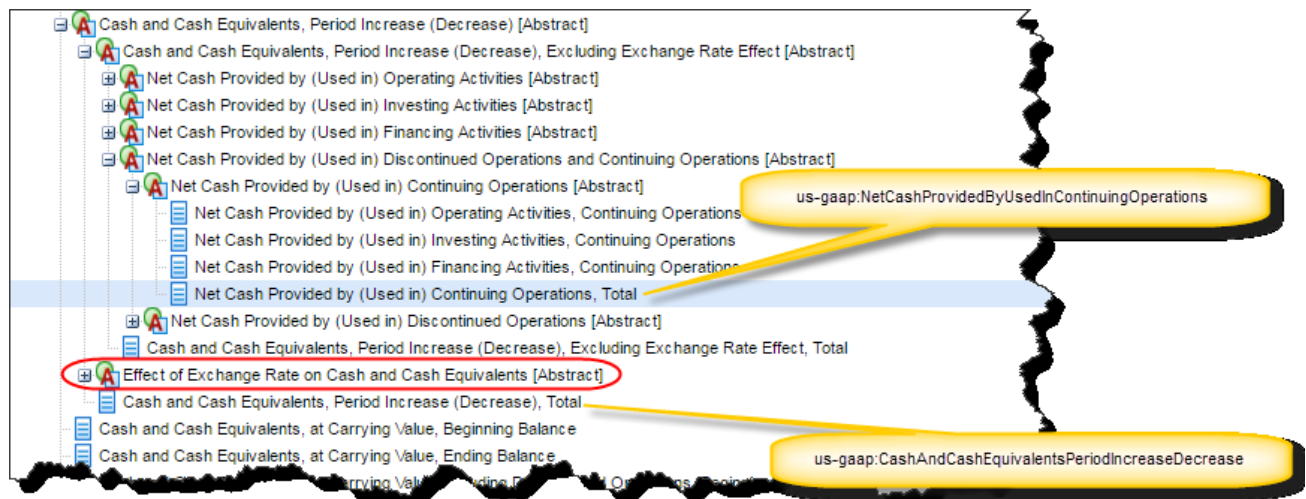 Cash and Cash Equivalents, Period Increase (Decrease) [Abstract]
Cash and Cash Equivalents, Period Increase (Decrease), Excluding Exchange Rate Effect [Abstract]
Net Cash Provided by (Used in) Operating Activities [Abstract]
Net Cash Provided by (Used in) Investing Activities [Abstract]
Net Cash Provided by (Used in) Financing Activities [Abstract]
Net Cash Provided by (Used in) Discontinued Operations and Continuing Operations [Abstract]
Net Cash Provided by (Used in) Continuing Operations [Abstract]
us-gaap:NetCashProvidedByUsedInContinuingOperations
Net Cash Provided by (Used in) Operating Activities, Continuing Operations
Net Cash Provided by (Used in) Investing Activities, Continuing Operations
Net Cash Provided by (Used in) Financing Activities, Continuing Operations
Net Cash Provided by (Used in) Continuing Operations, Total
Net Cash Provided by (Used in) Discontinued Operations [Abstract]
Cash and Cash Equivalents, Period Increase (Decrease), Excluding Exchange Rate Effect, Total
Effect of Exchange Rate on Cash and Cash Equivalents [Abstract]
Cash and Cash Equivalents, Period Increase (Decrease), Total
Cash and Cash Equivalents, at Carrying Value, Beginning Balance
Cash and Cash Equivalents, at Carrying Value, Ending Balance
us-gaap:CashAndCashEquivalentsPeriodIncreaseDecrease